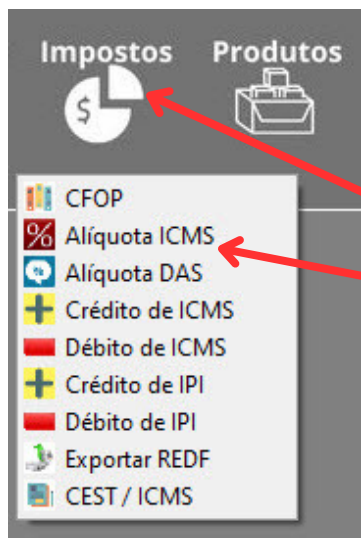 Impostos Produtos
$
CFOP
% Alíquota ICMS
% Alíquota DAS
Crédito de ICMS
Débito de ICMS
Crédito de IPI
Débito de IPI
Exportar REDF
CEST / ICMS